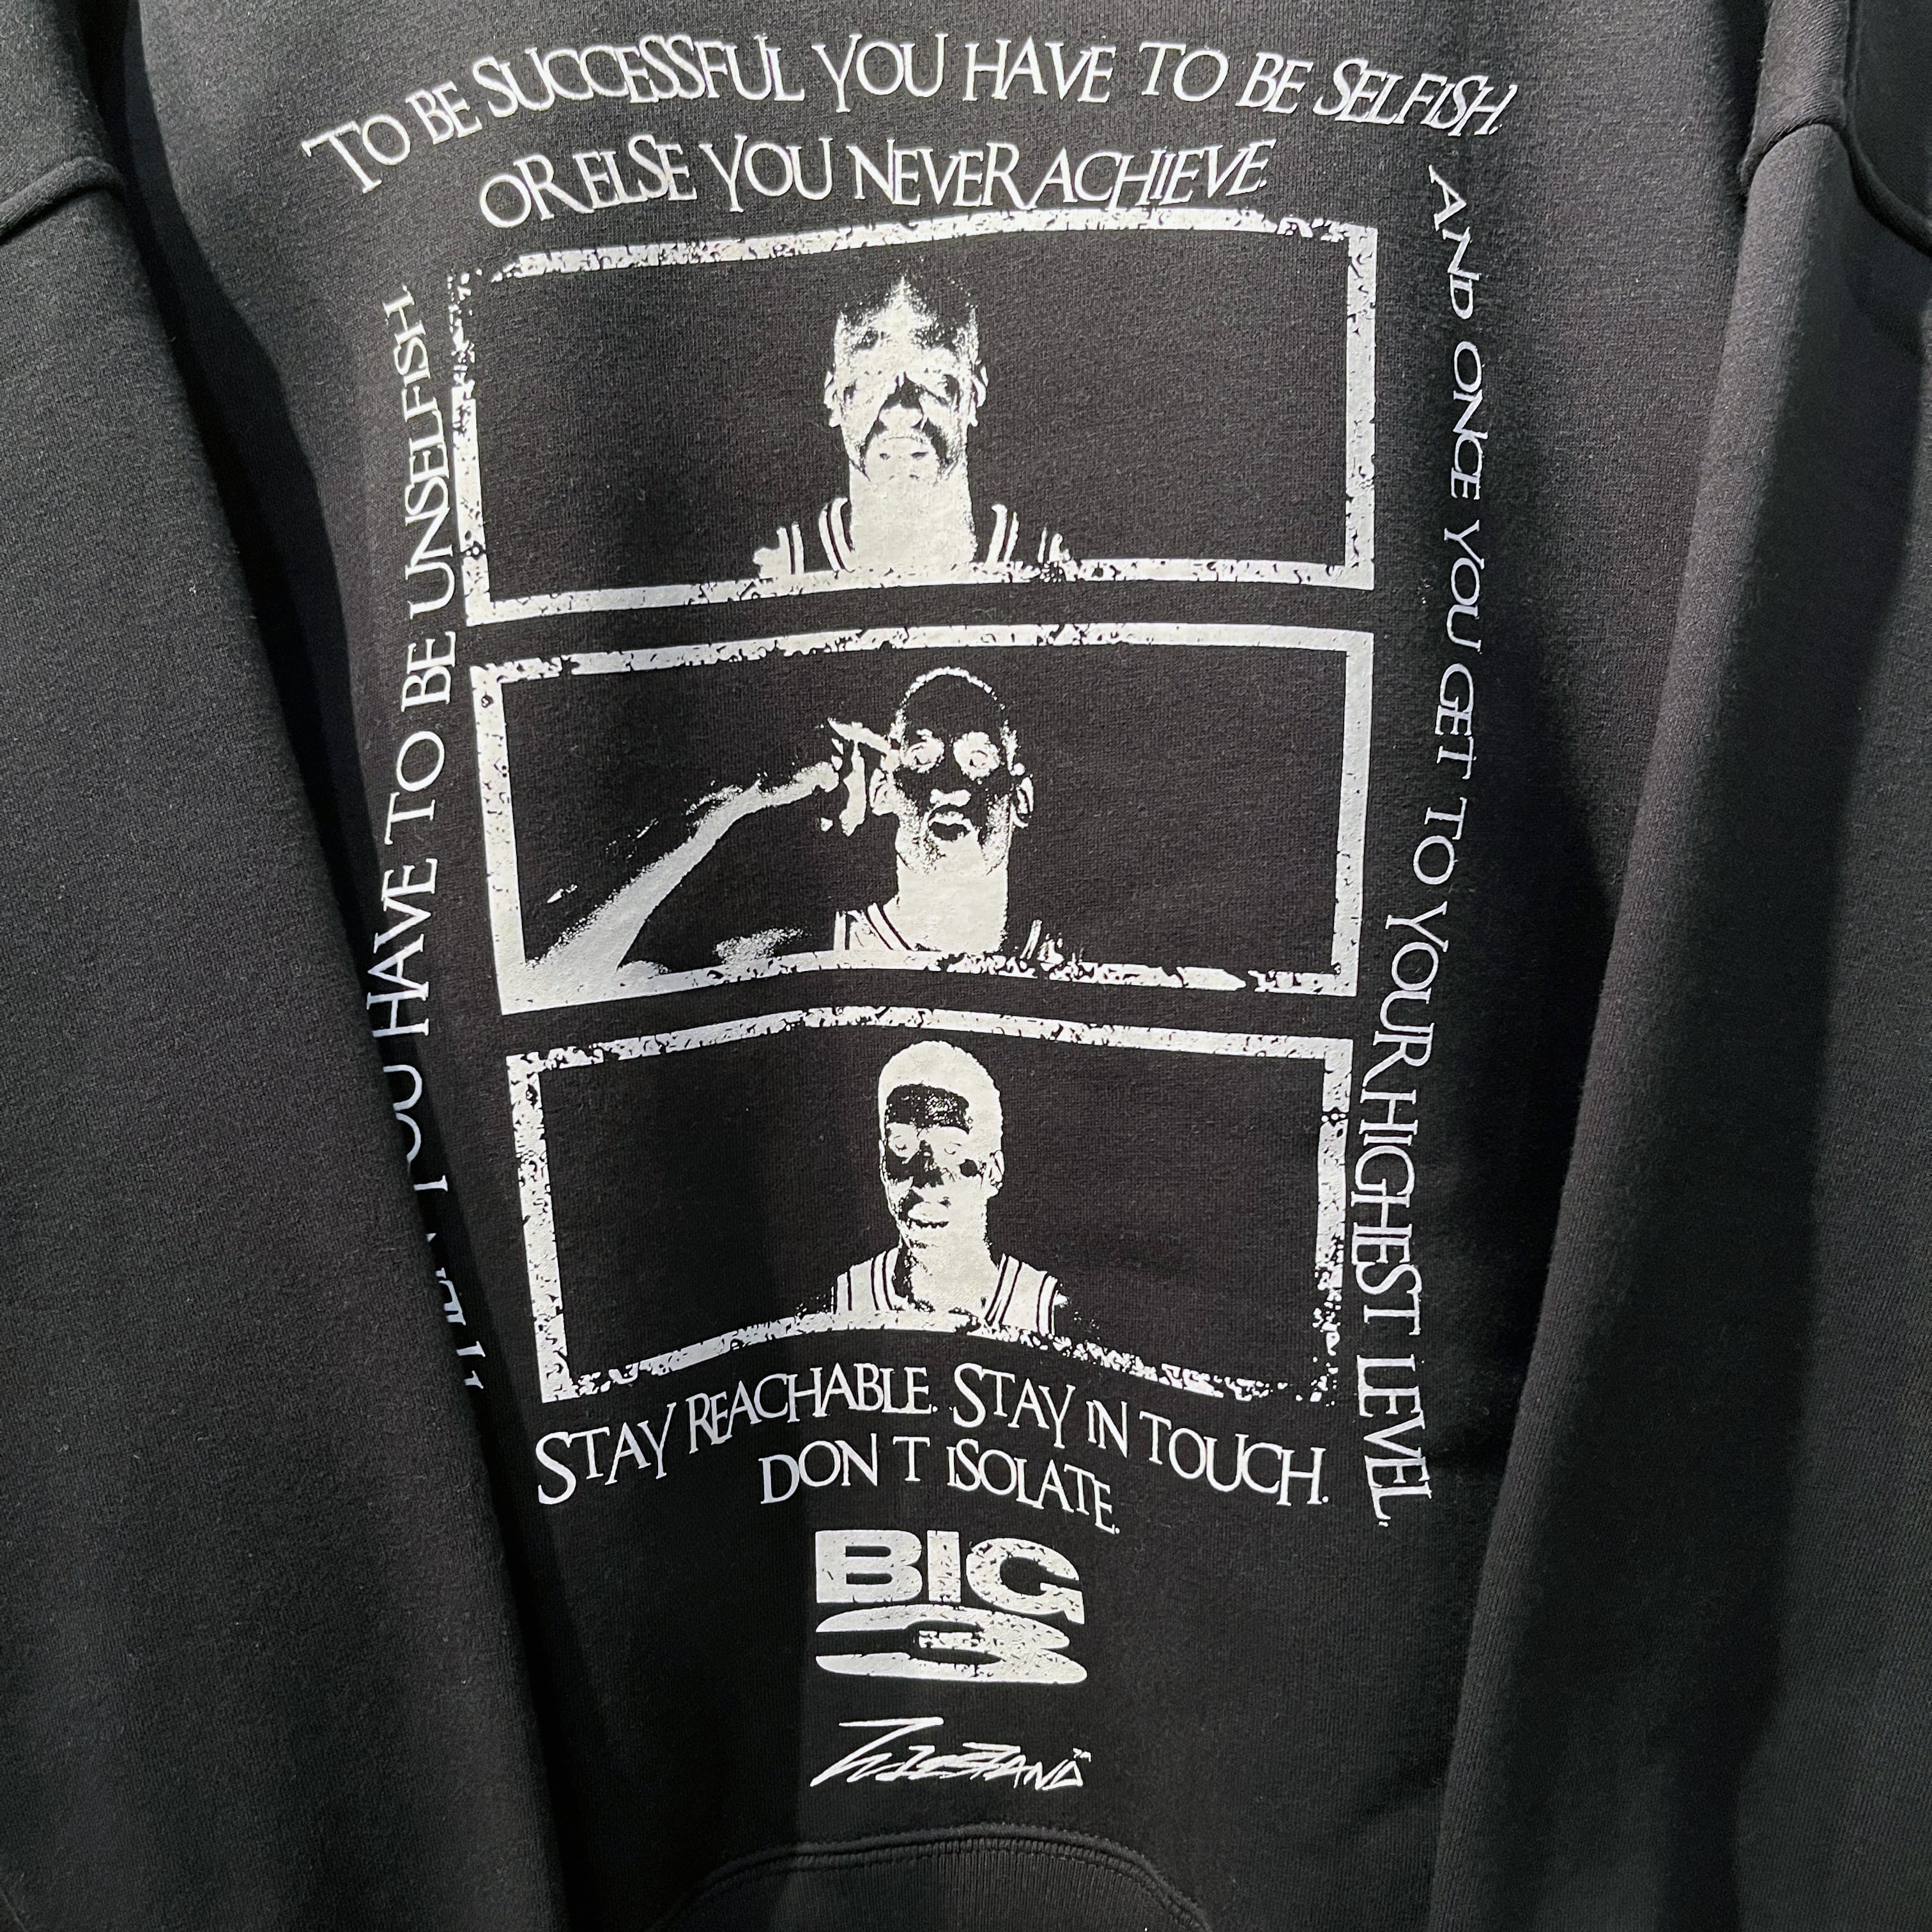 TO BE SUCCESSFUL YOU HAVE TO BE SELFISH.
OR ELSE YOU NEVER ACHIEVE.
AND ONCE YOU GET TO YOUR HIGHEST LEVEL.
YOU HAVE TO BE UNSELFISH.
STAY REACHABLE. STAY IN TOUCH.
DON T ISOLATE.
BIG
3